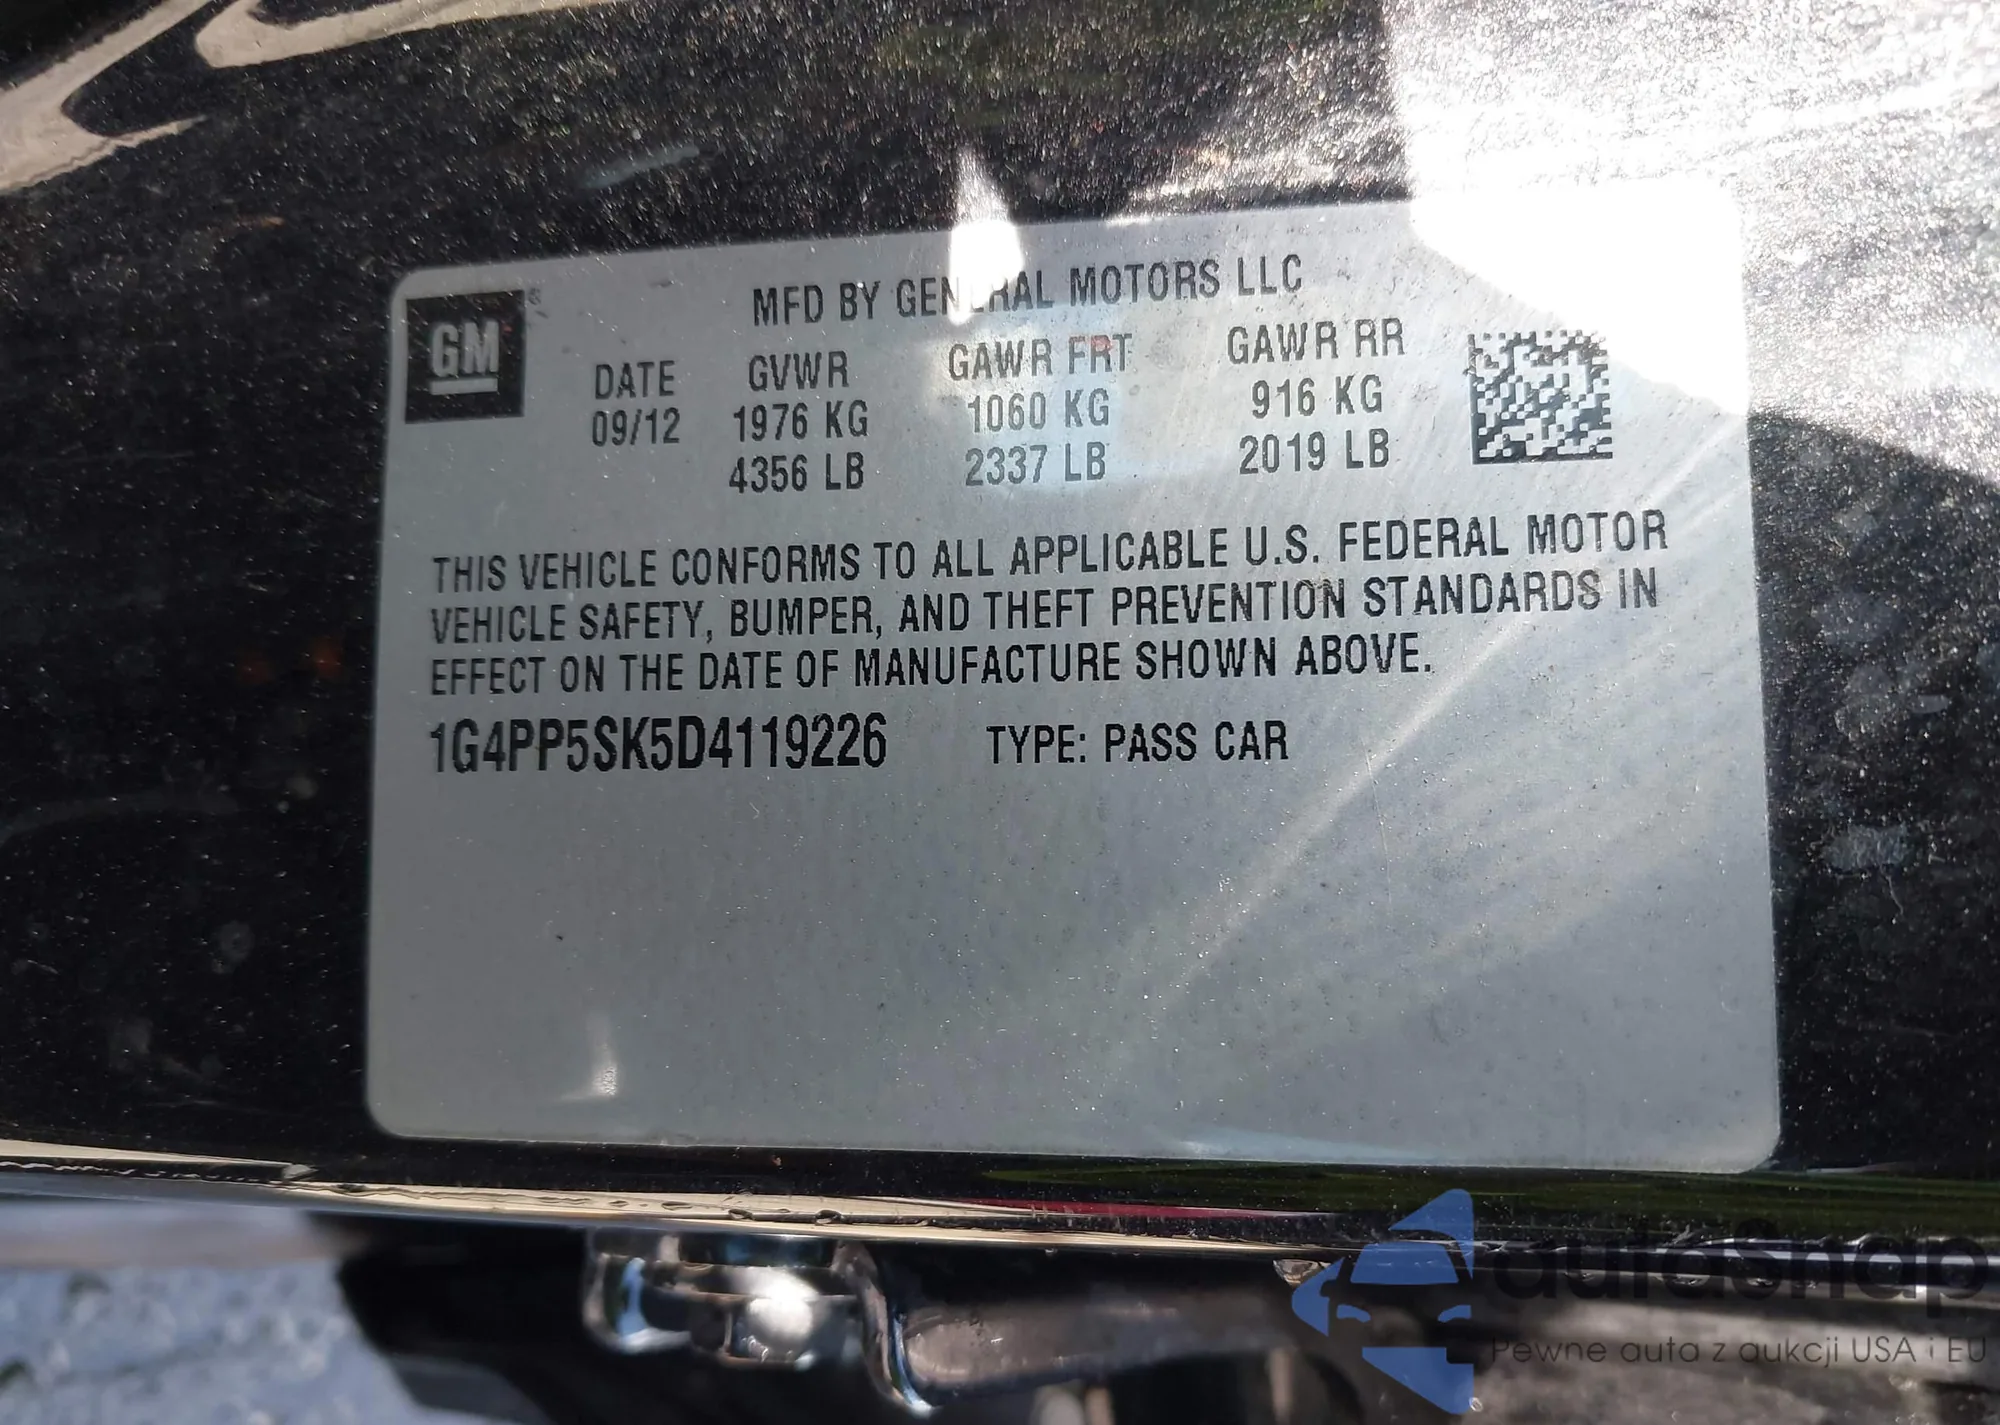 GM®
MFD BY GENERAL MOTORS LLC
DATE GVWR GAWR FRT GAWR RR
09/12 1976 KG 1060 KG 916 KG
4356 LB 2337 LB 2019 LB
THIS VEHICLE CONFORMS TO ALL APPLICABLE U.S. FEDERAL MOTOR
VEHICLE SAFETY, BUMPER, AND THEFT PREVENTION STANDARDS IN
EFFECT ON THE DATE OF MANUFACTURE SHOWN ABOVE.
1G4PP5SK5D4119226 TYPE: PASS CAR
autoSnap
Pewne auta z aukcji USA i EU